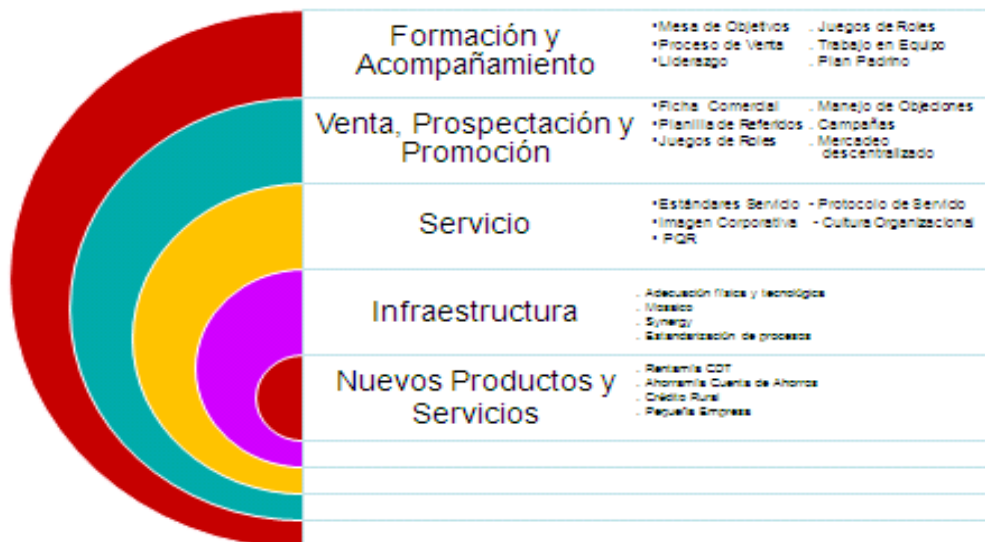 Formación y
Acompañamiento
•Mesa de Objetivos . Juegos de Roles
•Proceso de Venta . Trabajo en Equipo
•Liderazgo . Plan Padrino
Venta, Prospectación y
Promoción
•Ficha Comercial . Manejo de Objeciones
•Planilla de Referidos . Campañas
•Juegos de Roles . Mercadeo
descentralizado
Servicio
•Estándares Servicio - Protocolo de Servicio
•Imagen Corporativa - Cultura Organizacional
• PQR
Infraestructura
. Adecuación física y tecnológica
. Mosaico
. Synergy
. Estandarización de procesos
Nuevos Productos y
Servicios
. Rentamía CDT
. Ahorramía Cuenta de Ahorros
. Crédito Rural
. Pequeña Empresa